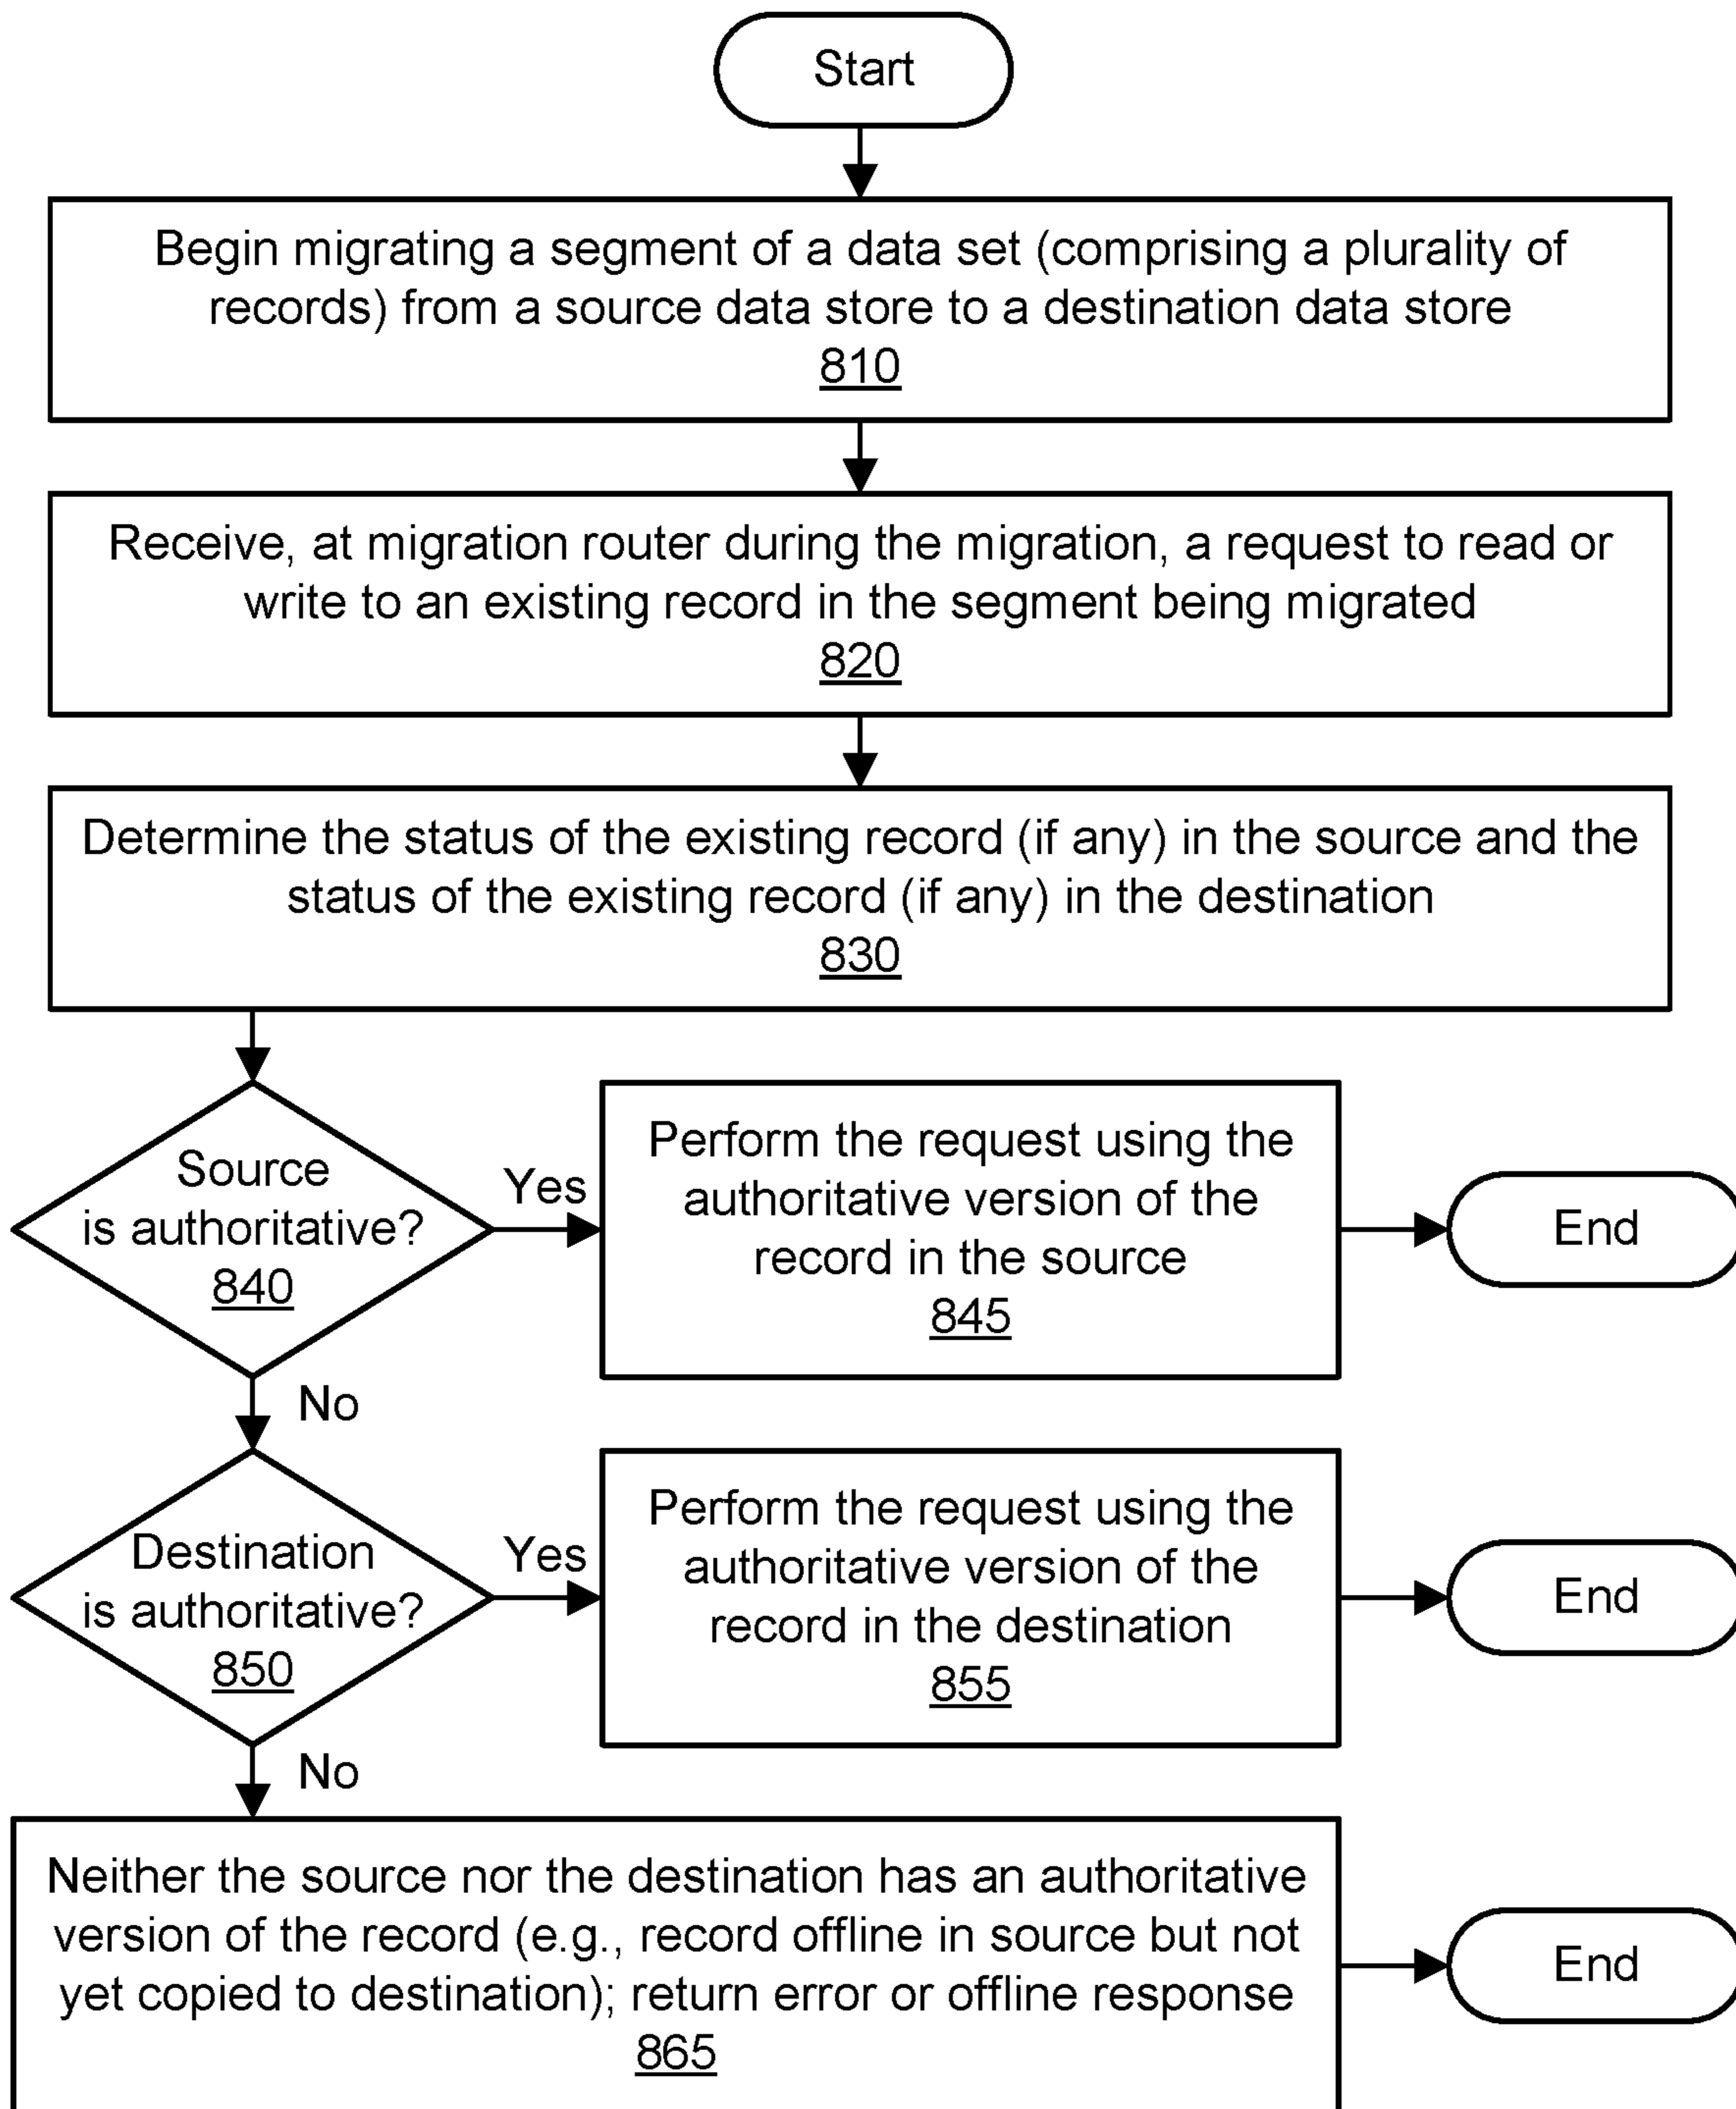 Start
Begin migrating a segment of a data set (comprising a plurality of
records) from a source data store to a destination data store
810
Receive, at migration router during the migration, a request to read or
write to an existing record in the segment being migrated
820
Determine the status of the existing record (if any) in the source and the
status of the existing record (if any) in the destination
830
Source
is authoritative?
840
Yes
Perform the request using the
authoritative version of the
record in the source
845
End
No
Destination
is authoritative?
850
Yes
Perform the request using the
authoritative version of the
record in the destination
855
End
No
Neither the source nor the destination has an authoritative
version of the record (e.g., record offline in source but not
yet copied to destination); return error or offline response
865
End